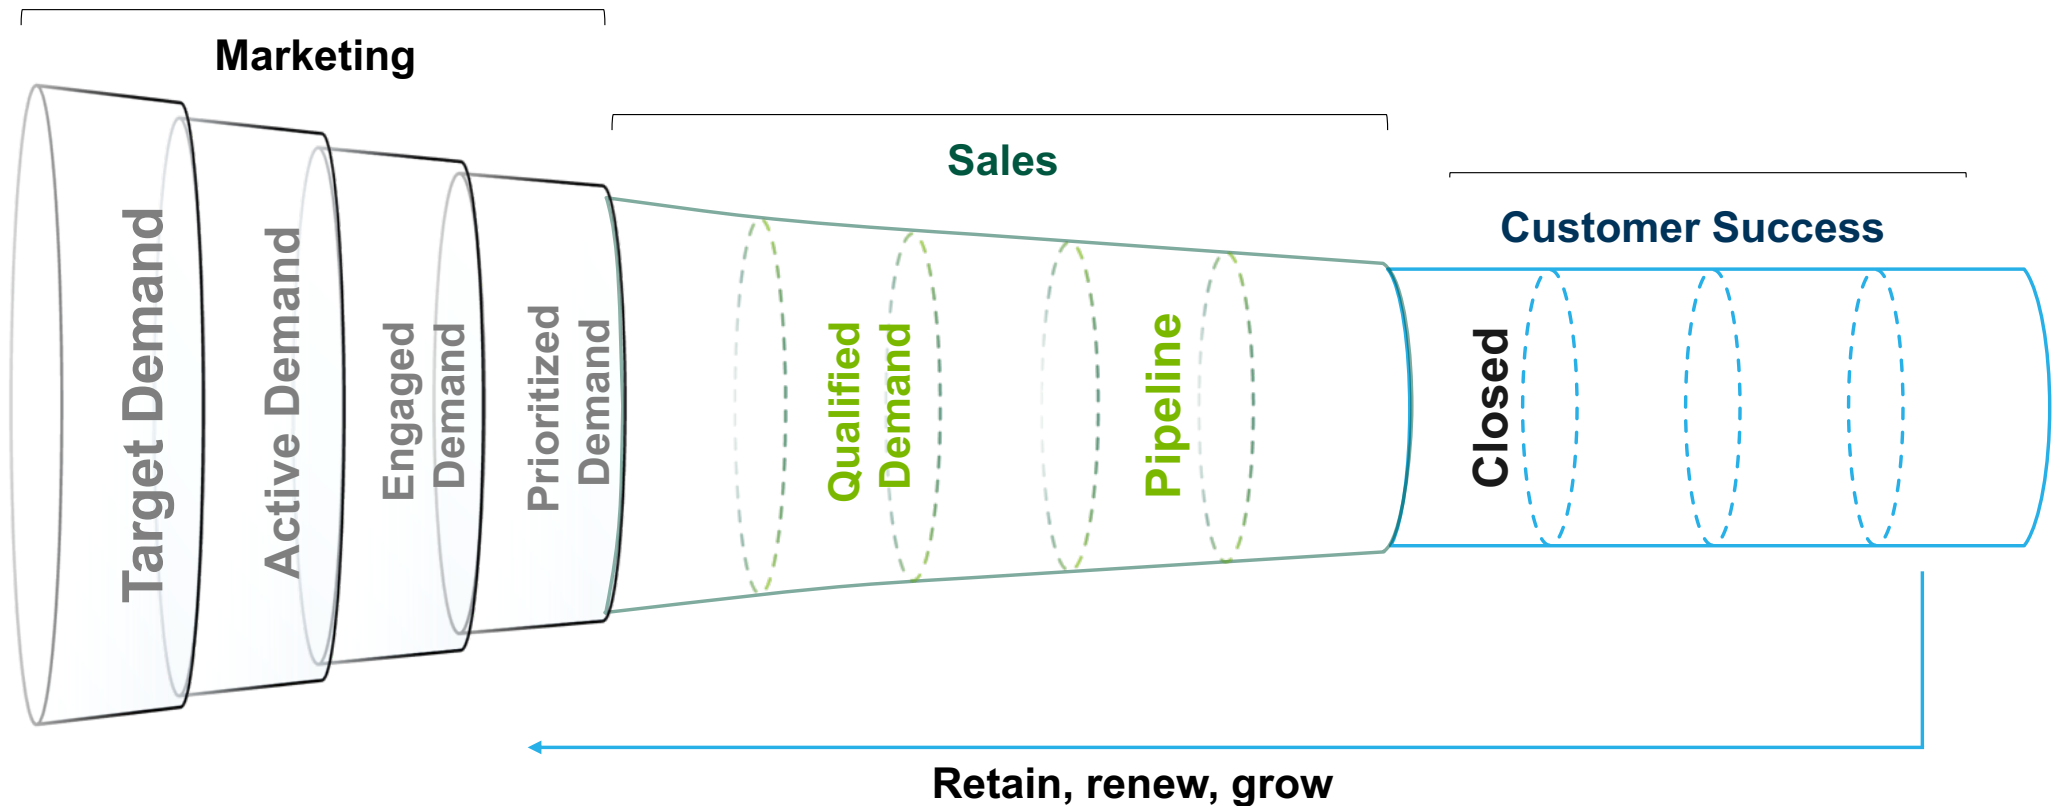 Marketing
Sales
Customer Success
Target Demand
Active Demand
Engaged
Demand
Prioritized
Demand
Qualified
Demand
Pipeline
Closed
Retain, renew, grow